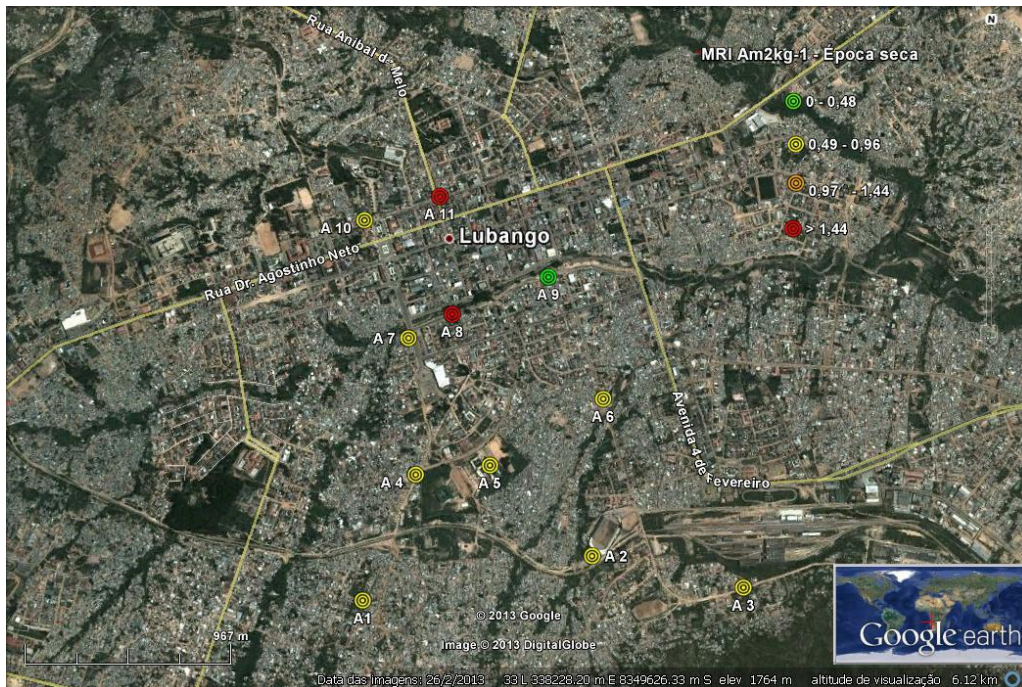 N
Rua Anibal de Melo
MRI Am2kg-1 - Época seca
0 - 0,48
0,49 - 0,96
0,97 - 1,44
> 1,44
A 11
A 10
Lubango
Rua Dr. Agostinho Neto
A 9
A 8
A 7
A 6
Avenida 4 de Fevereiro
A 5
A 4
A 2
A 3
A1
© 2013 Google
967 m
Image © 2013 DigitalGlobe
Google earth
Data das imagens: 26/2/2013 33 L 338228.20 m E 8349626.33 m S elev 1764 m altitude de visualização 6.12 km